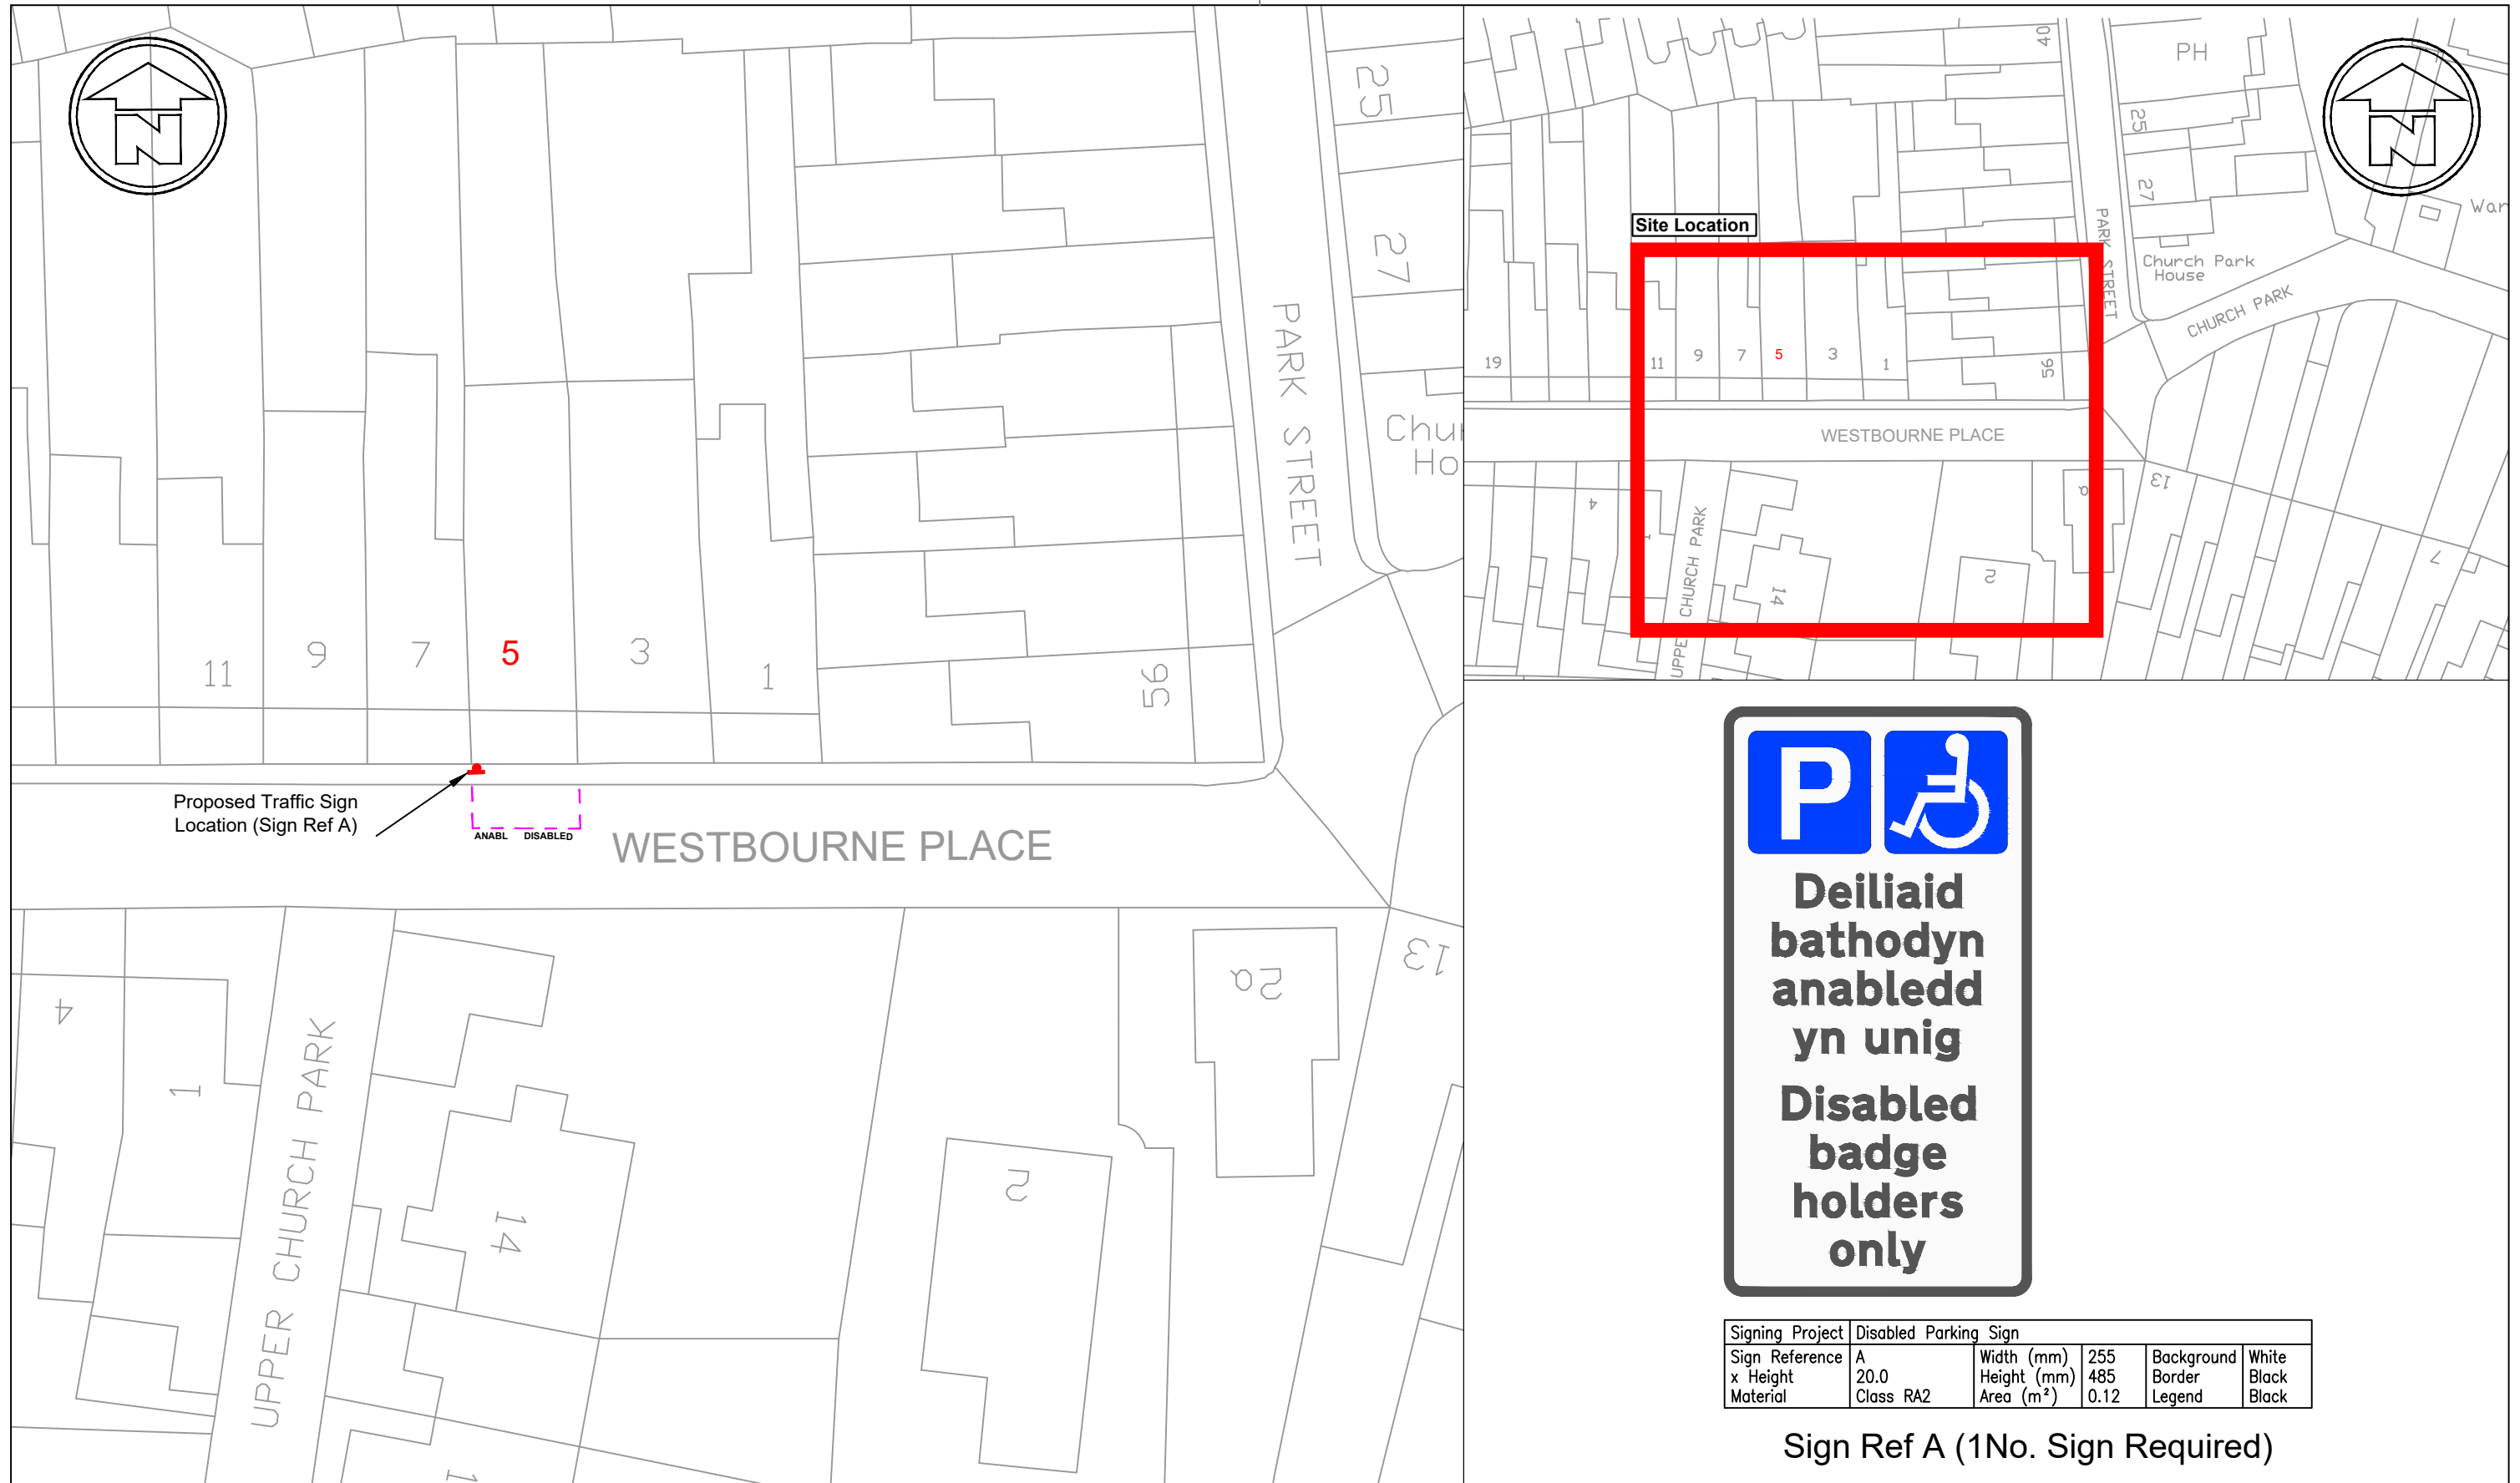 N
25
27
PARK STREET
Chu
Ho
11
9
7
5
3
1
56
Proposed Traffic Sign
Location (Sign Ref A)
ANABL DISABLED
WESTBOURNE PLACE
4
1
UPPER CHURCH PARK
14
2
2a
13
1
N
40
PH
25
27
War
Site Location
PARK STREET
Church Park
House
CHURCH PARK
19
11
9
7
5
3
1
56
WESTBOURNE PLACE
4
1
UPPE CHURCH PARK
14
2
a
13
7
P
Deiliaid
bathodyn
anabledd
yn unig
Disabled
badge
holders
only
Signing Project Disabled Parking Sign
Sign Reference A Width (mm) 255 Background White
x Height 20.0 Height (mm) 485 Border Black
Material Class RA2 Area (m²) 0.12 Legend Black
Sign Ref A (1No. Sign Required)